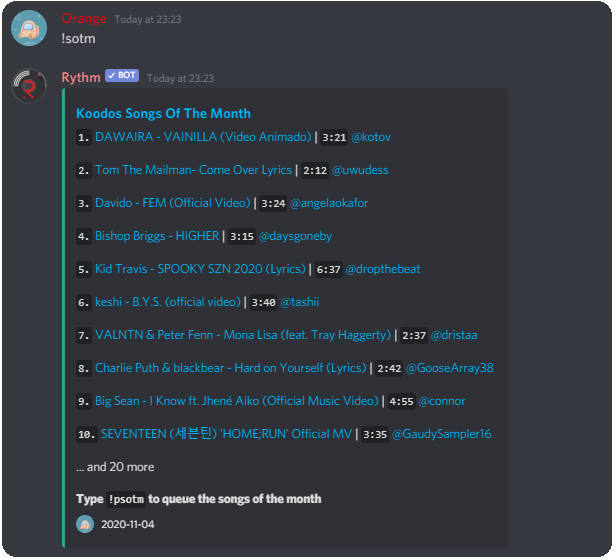 Orange Today at 23:23
!sotm
Rythm ✓ BOT Today at 23:23
Koodos Songs Of The Month
1. DAWAIRA - VAINILLA (Video Animado) | 3:21 @kotov
2. Tom The Mailman- Come Over Lyrics | 2:12 @uwudess
3. Davido - FEM (Official Video) | 3:24 @angelaokafor
4. Bishop Briggs - HIGHER | 3:15 @daysgoneby
5. Kid Travis - SPOOKY SZN 2020 (Lyrics) | 6:37 @dropthebeat
6. keshi - B.Y.S. (official video) | 3:40 @tashii
7. VALNTN & Peter Fenn - Mona Lisa (feat. Tray Haggerty) | 2:37 @dristaa
8. Charlie Puth & blackbear - Hard on Yourself (Lyrics) | 2:42 @GooseArray38
9. Big Sean - I Know ft. Jhené Aiko (Official Music Video) | 4:55 @connor
10. SEVENTEEN (세븐틴) 'HOME;RUN' Official MV | 3:35 @GaudySampler16
... and 20 more
Type !psotm to queue the songs of the month
2020-11-04